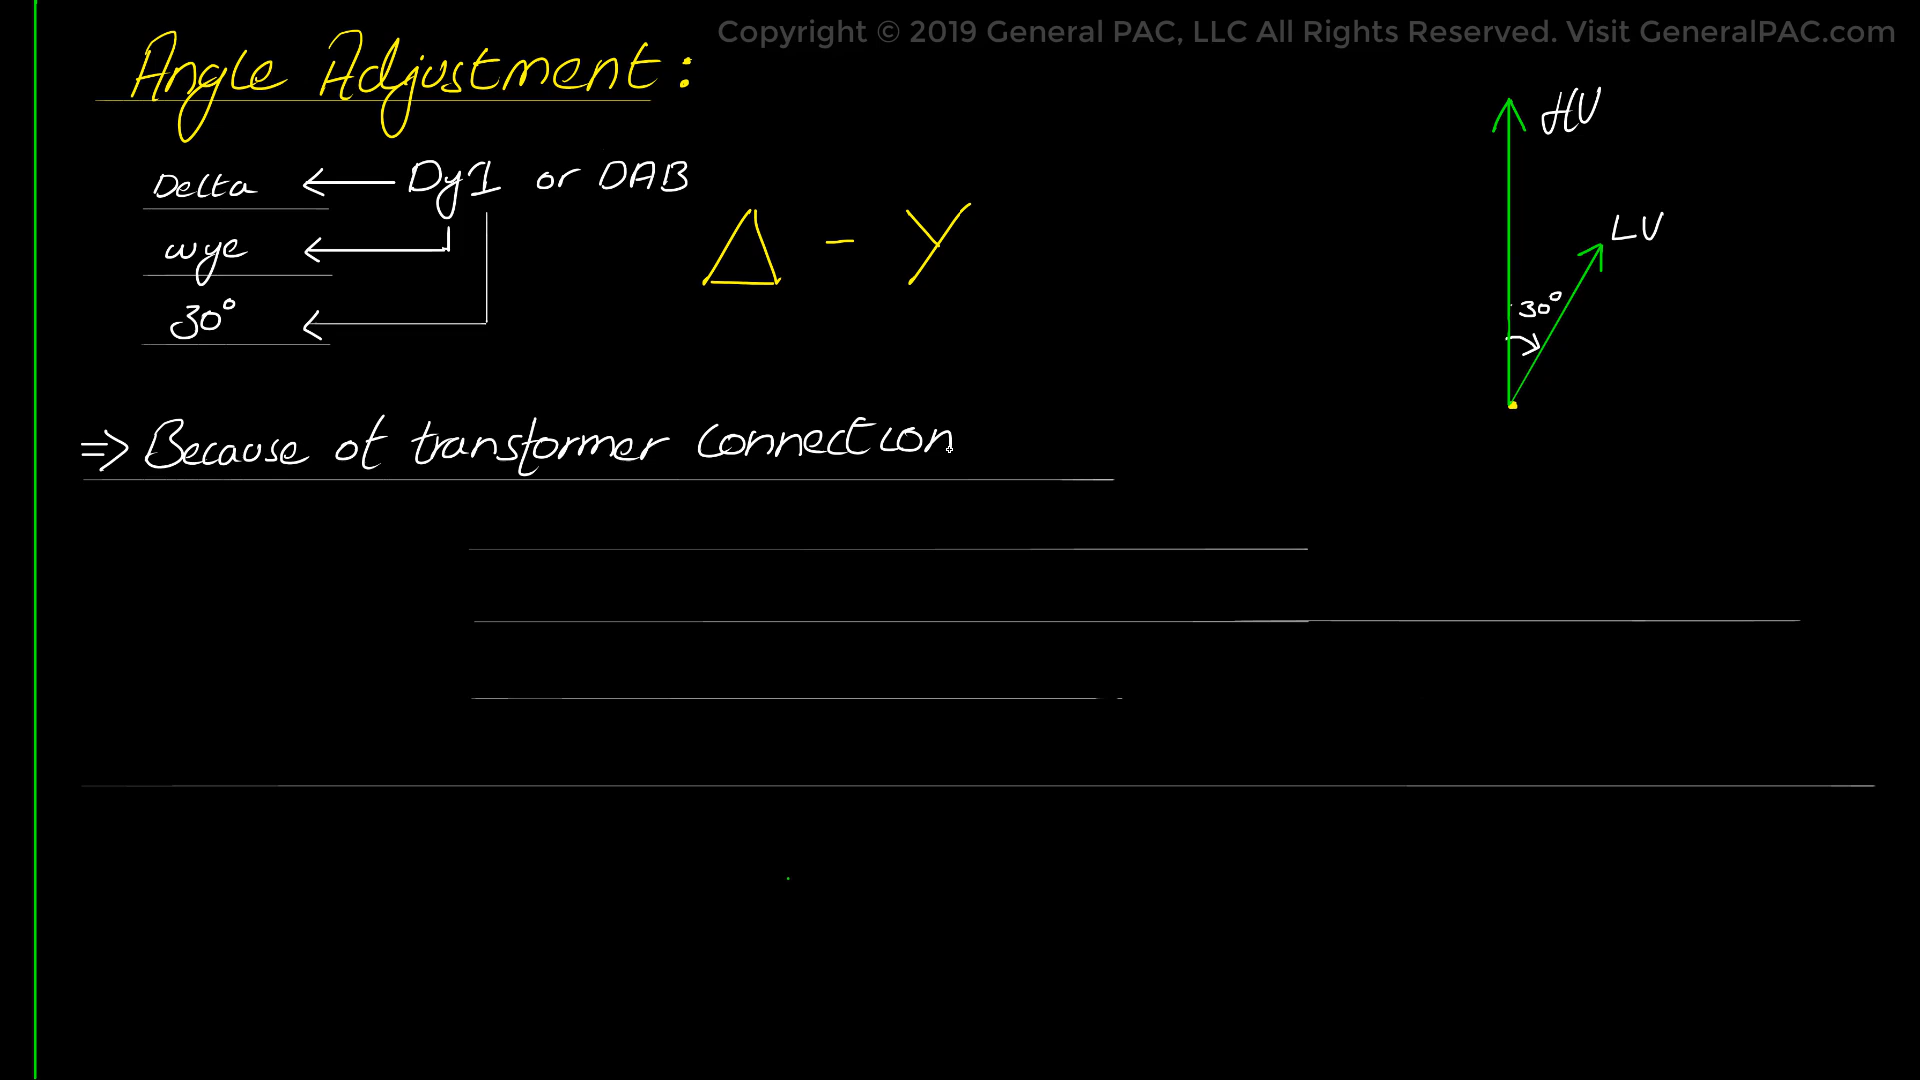 Copyright © 2019 General PAC, LLC All Rights Reserved. Visit GeneralPAC.com
Angle Adjustment:
HV
Delta ← Dy1 or DAB
LV
wye ←
Δ - Y
30° ←
30°
⇒ Because of transformer connection